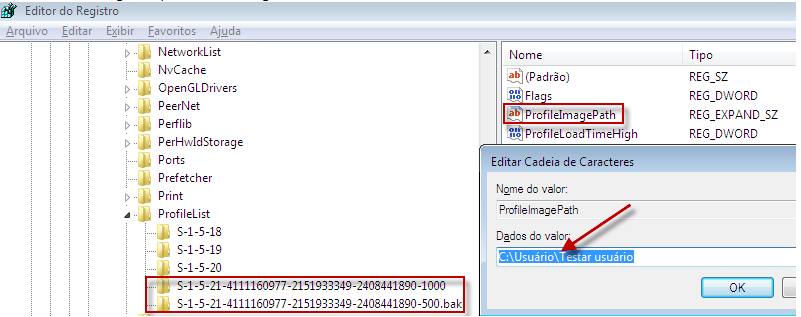 Editor do Registro
Arquivo Editar Exibir Favoritos Ajuda
NetworkList
NvCache
OpenGLDrivers
PeerNet
Perflib
PerHwIdStorage
Ports
Prefetcher
Print
ProfileList
S-1-5-18
S-1-5-19
S-1-5-20
S-1-5-21-4111160977-2151933349-2408441890-1000
S-1-5-21-4111160977-2151933349-2408441890-500.bak
Nome Tipo
(Padrão) REG_SZ
Flags REG_DWORD
ProfileImagePath REG_EXPAND_SZ
ProfileLoadTimeHigh REG_DWORD
Editar Cadeia de Caracteres
Nome do valor:
ProfileImagePath
Dados do valor:
C:\Usuário\Testar usuário
OK